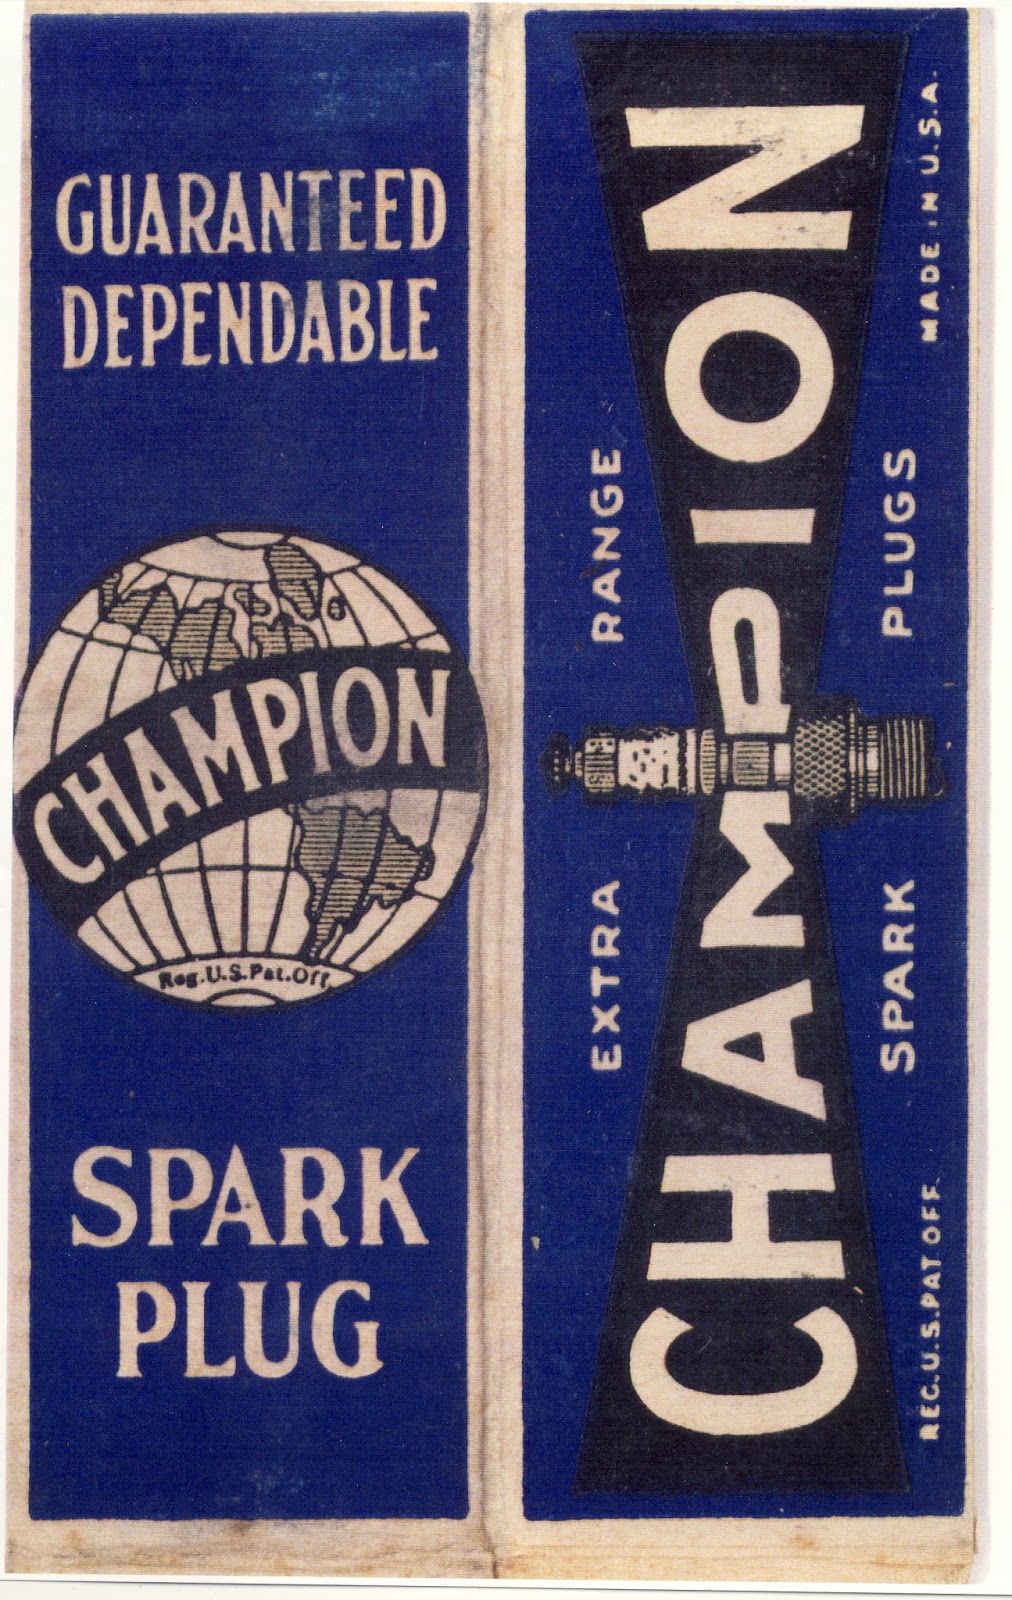 GUARANTEED
DEPENDABLE
CHAMPION
Reg.U.S.Pat.Off.
SPARK
PLUG
EXTRA RANGE
CHAMPION
SPARK PLUGS
REG.U.S.PAT OFF. MADE IN U.S.A.